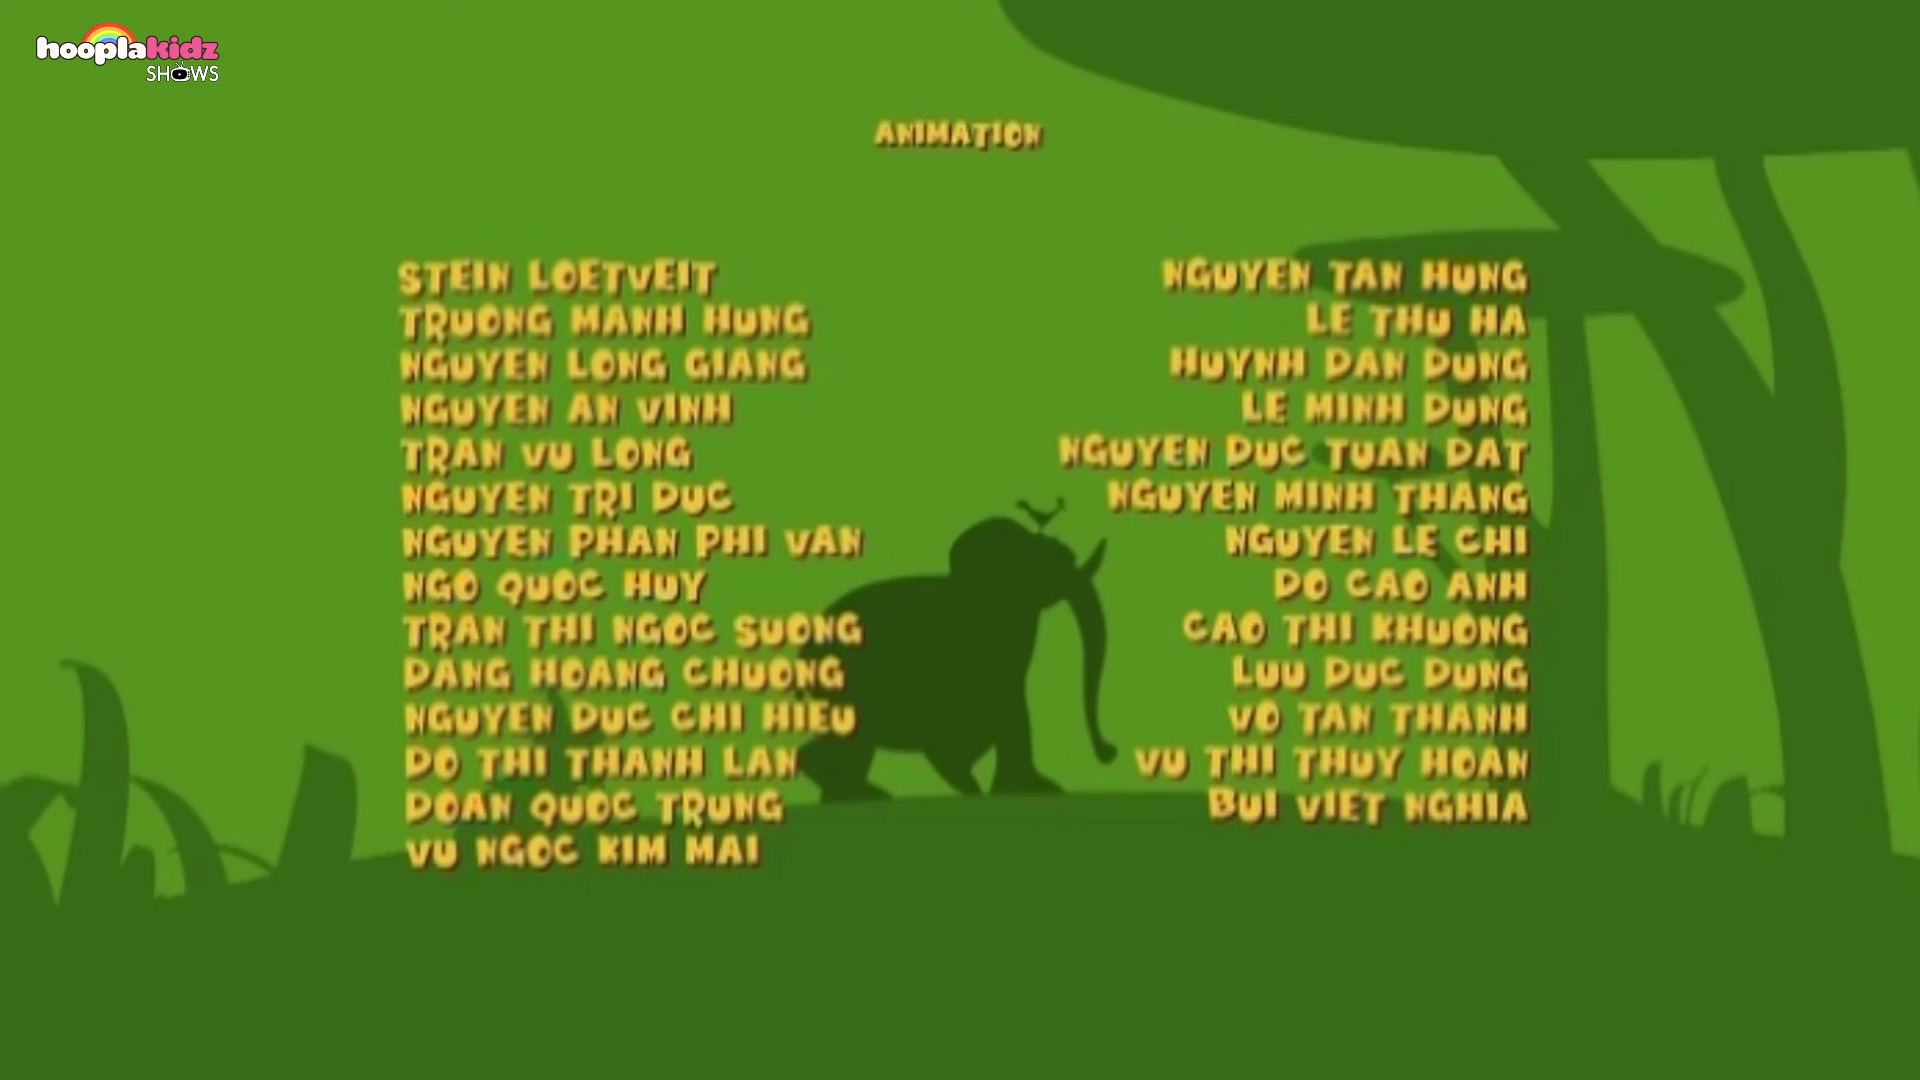 hooplakidz
SHOWS
ANIMATION
STEIN LOETVEIT
TRUONG MANH HUNG
NGUYEN LONG GIANG
NGUYEN AN VINH
TRAN VU LONG
NGUYEN TRI DUC
NGUYEN PHAN PHI VAN
NGO QUOC HUY
TRAN THI NGOC SUONG
DANG HOANG CHUONG
NGUYEN DUC CHI HIEU
DO THI THANH LAN
DOAN QUOC TRUNG
VU NGOC KIM MAI
NGUYEN TAN HUNG
LE THU HA
HUYNH DAN DUNG
LE MINH DUNG
NGUYEN DUC TUAN DAT
NGUYEN MINH THANG
NGUYEN LE CHI
DO CAO ANH
CAO THI KHUONG
LUU DUC DUNG
VO TAN THANH
VU THI THUY HOAN
BUI VIET NGHIA